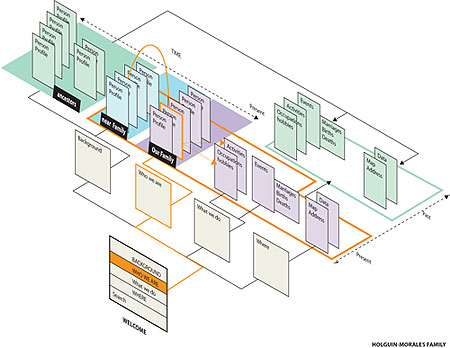 Person
Profile
Person
Profile
Person
Profile
Person
Profile
Person
Profile
Person
Profile
ancestors
TIME
Person
Person
Person
Profile
Person
Profile
near Family
Person
Person
Person
Profile
Person
Profile
Our Family
Present
Activities
Occupations
hobbies
Events
Marriages
Births
Deaths
Data
Map
Address
Activities
Occupations
hobbies
Events
Marriages
Births
Deaths
Data
Map
Address
Past
Present
Background
Who we are
What we do
Where
BACKGROUND
WHO WE ARE
What we do
WHERE
Search
WELCOME
HOLGUIN-MORALES FAMILY